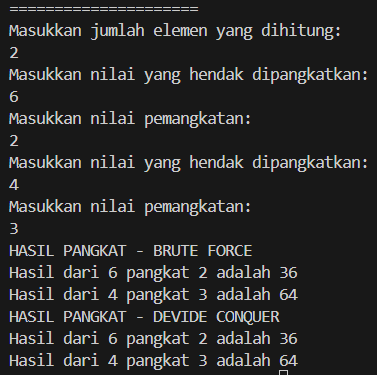 =====================
Masukkan jumlah elemen yang dihitung:
2
Masukkan nilai yang hendak dipangkatkan:
6
Masukkan nilai pemangkatan:
2
Masukkan nilai yang hendak dipangkatkan:
4
Masukkan nilai pemangkatan:
3
HASIL PANGKAT - BRUTE FORCE
Hasil dari 6 pangkat 2 adalah 36
Hasil dari 4 pangkat 3 adalah 64
HASIL PANGKAT - DEVIDE CONQUER
Hasil dari 6 pangkat 2 adalah 36
Hasil dari 4 pangkat 3 adalah 64